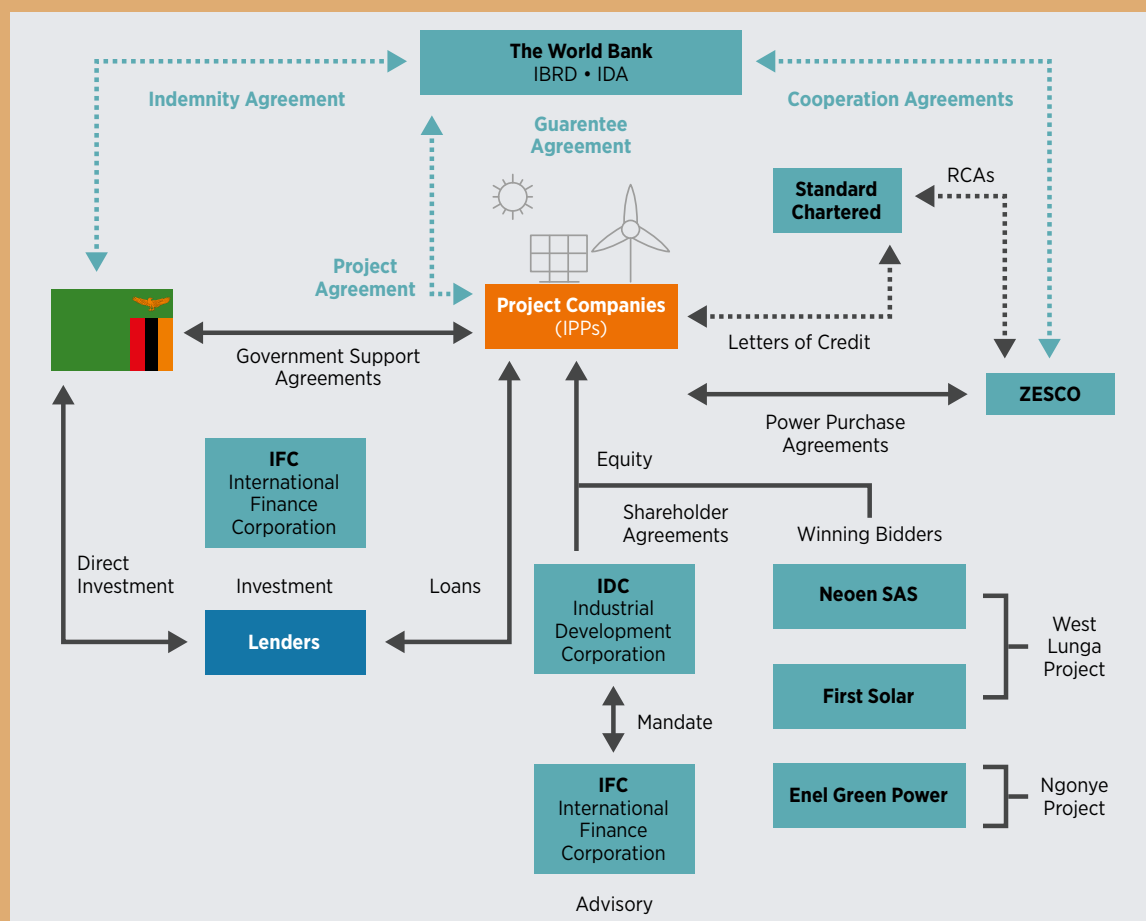 The World Bank
IBRD • IDA
Indemnity Agreement
Cooperation Agreements
Guarentee
Agreement
Standard
Chartered
RCAs
Project
Agreement
Project Companies
(IPPs)
Letters of Credit
Government Support
Agreements
ZESCO
Power Purchase
Agreements
IFC
International
Finance
Corporation
Equity
Shareholder
Agreements
Winning Bidders
Direct
Investment
Investment
Loans
Lenders
IDC
Industrial
Development
Corporation
Neoen SAS
West
Lunga
Project
First Solar
Mandate
IFC
International
Finance
Corporation
Enel Green Power
Ngonye
Project
Advisory